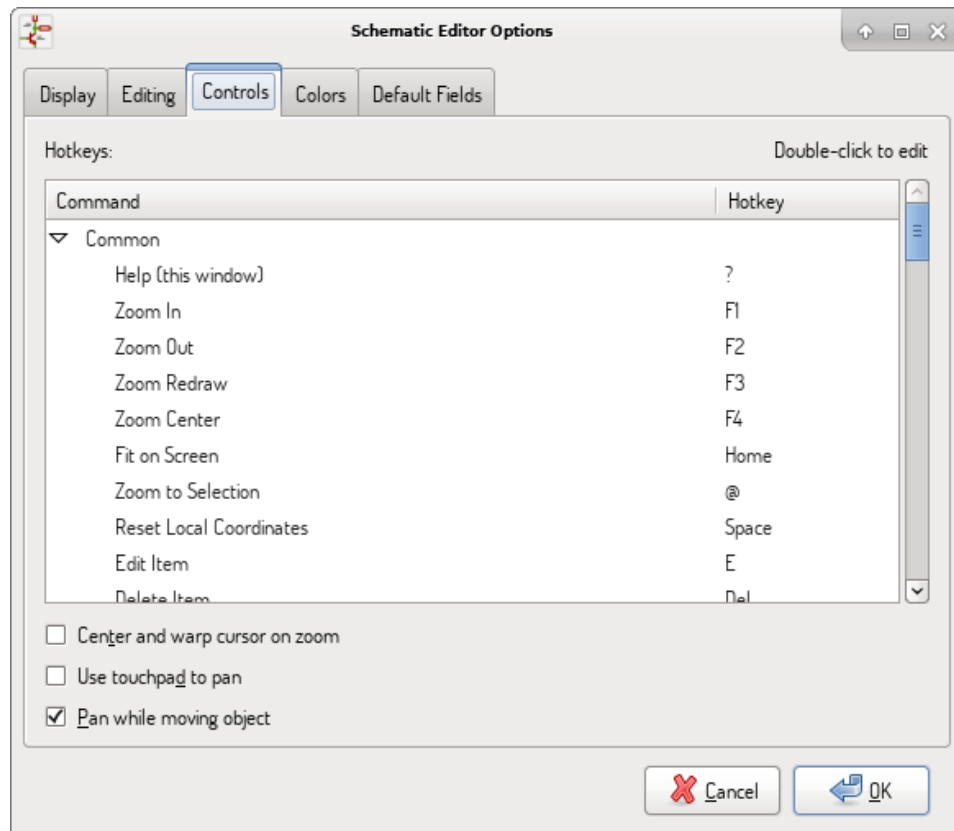 Schematic Editor Options
Display Editing Controls Colors Default Fields
Hotkeys: Double-click to edit
Command Hotkey
Common
Help (this window) ?
Zoom In F1
Zoom Out F2
Zoom Redraw F3
Zoom Center F4
Fit on Screen Home
Zoom to Selection @
Reset Local Coordinates Space
Edit Item E
Delete Item Del
Center and warp cursor on zoom
Use touchpad to pan
Pan while moving object
Cancel OK